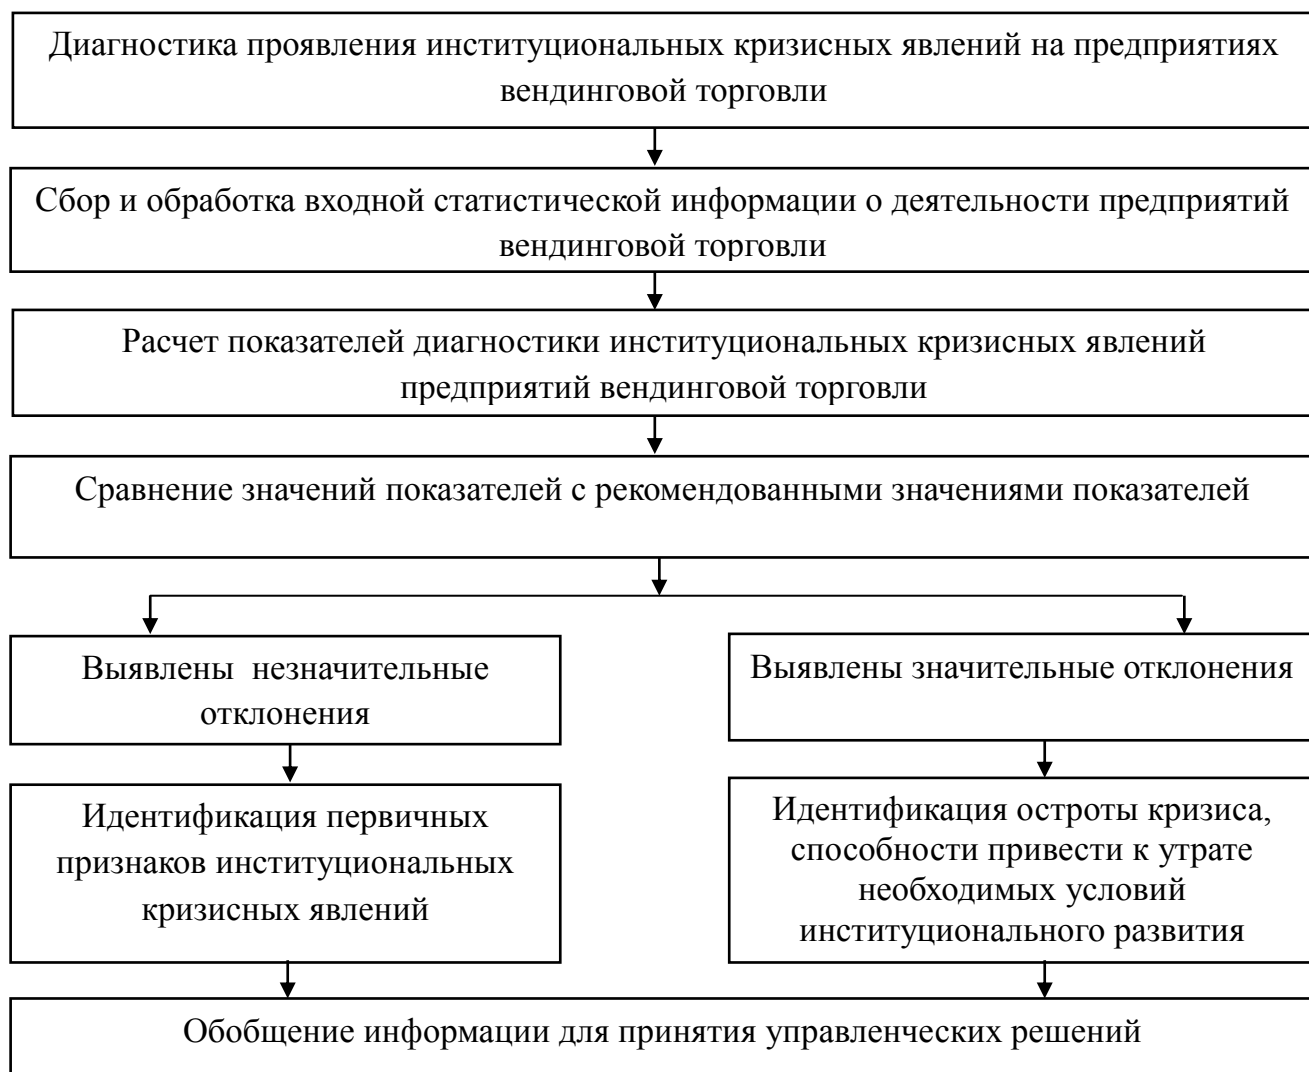 Диагностика проявления институциональных кризисных явлений на предприятиях
вендинговой торговли
Сбор и обработка входной статистической информации о деятельности предприятий
вендинговой торговли
Расчет показателей диагностики институциональных кризисных явлений
предприятий вендинговой торговли
Сравнение значений показателей с рекомендованными значениями показателей
Выявлены незначительные
отклонения
Выявлены значительные отклонения
Идентификация первичных
признаков институциональных
кризисных явлений
Идентификация остроты кризиса,
способности привести к утрате
необходимых условий
институционального развития
Обобщение информации для принятия управленческих решений